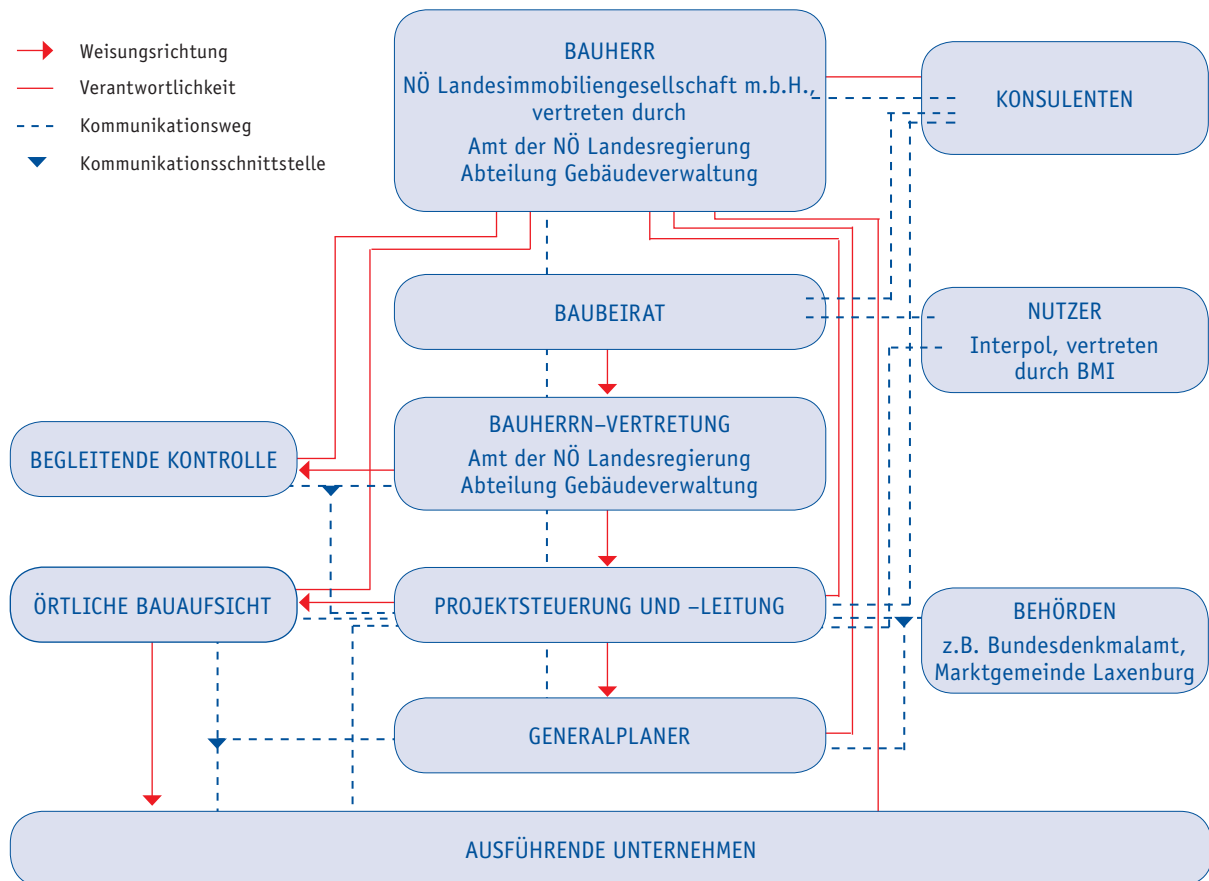 Weisungsrichtung
Verantwortlichkeit
Kommunikationsweg
Kommunikationsschnittstelle
BAUHERR
NÖ Landesimmobiliengesellschaft m.b.H.,
vertreten durch
Amt der NÖ Landesregierung
Abteilung Gebäudeverwaltung
KONSULENTEN
BAUBEIRAT
NUTZER
Interpol, vertreten
durch BMI
BAUHERRN–VERTRETUNG
Amt der NÖ Landesregierung
Abteilung Gebäudeverwaltung
BEGLEITENDE KONTROLLE
ÖRTLICHE BAUAUFSICHT
PROJEKTSTEUERUNG UND –LEITUNG
BEHÖRDEN
z.B. Bundesdenkmalamt,
Marktgemeinde Laxenburg
GENERALPLANER
AUSFÜHRENDE UNTERNEHMEN